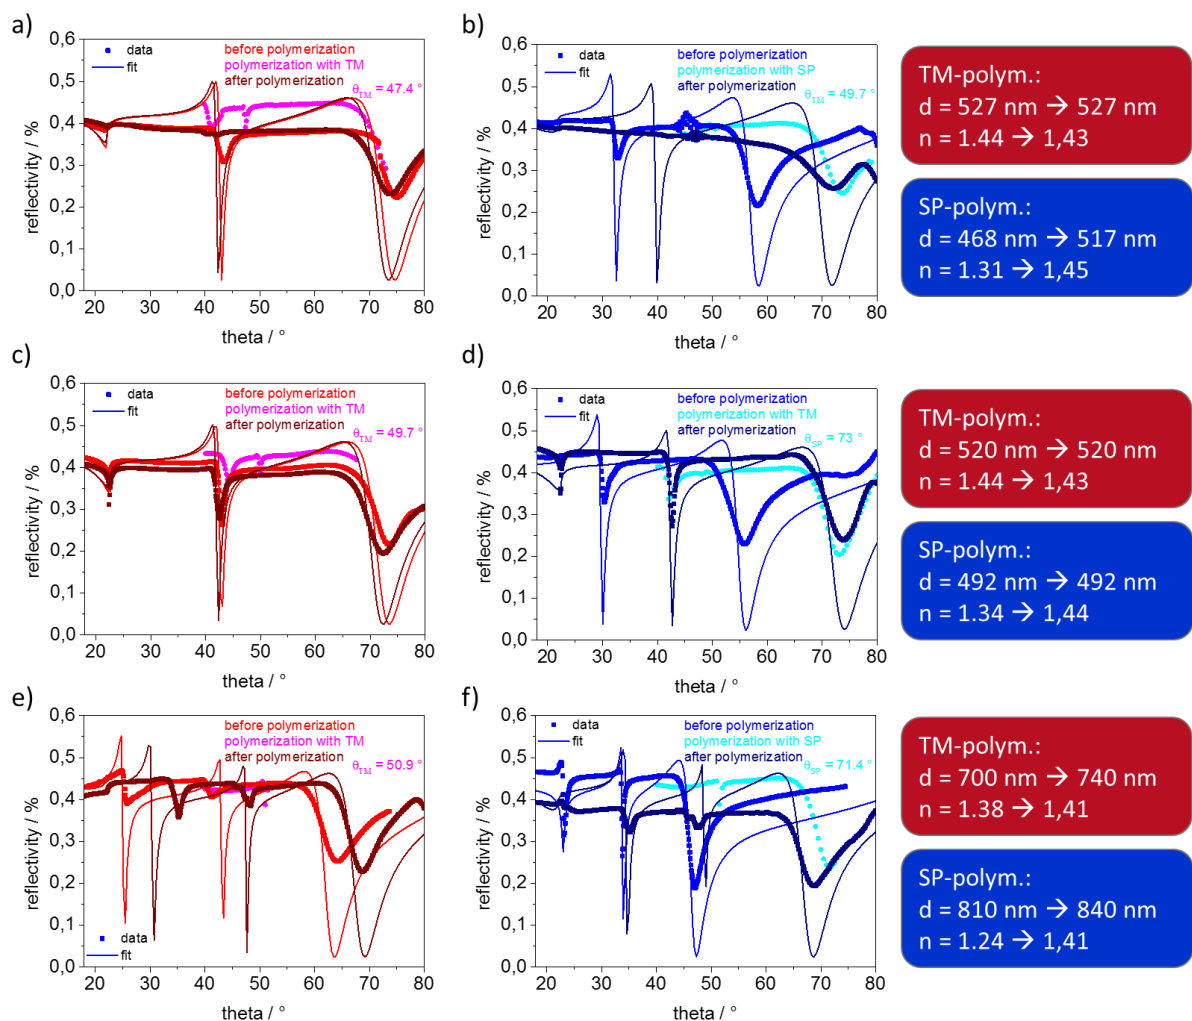 a)
0,6
0,5
0,4
0,3
0,2
0,1
0,0
reflectivity / %
20 30 40 50 60 70 80
theta / °
data
fit
before polymerization
polymerization with TM
after polymerization
θTM = 47.4 °
b)
0,6
0,5
0,4
0,3
0,2
0,1
0,0
reflectivity / %
20 30 40 50 60 70 80
theta / °
data
fit
before polymerization
polymerization with SP
after polymerization
θTM = 49.7 °
TM-polym.:
d = 527 nm → 527 nm
n = 1.44 → 1,43
SP-polym.:
d = 468 nm → 517 nm
n = 1.31 → 1,45
c)
0,6
0,5
0,4
0,3
0,2
0,1
0,0
reflectivity / %
20 30 40 50 60 70 80
theta / °
data
fit
before polymerization
polymerization with TM
after polymerization
θTM = 49.7 °
d)
0,6
0,5
0,4
0,3
0,2
0,1
0,0
reflectivity / %
20 30 40 50 60 70 80
theta / °
data
fit
before polymerization
polymerization with TM
after polymerization
θSP = 73 °
TM-polym.:
d = 520 nm → 520 nm
n = 1.44 → 1,43
SP-polym.:
d = 492 nm → 492 nm
n = 1.34 → 1,44
e)
0,6
0,5
0,4
0,3
0,2
0,1
0,0
reflectivity / %
20 30 40 50 60 70 80
theta / °
before polymerization
polymerization with TM
after polymerization
θTM = 50.9 °
data
fit
f)
0,6
0,5
0,4
0,3
0,2
0,1
0,0
reflectivity / %
20 30 40 50 60 70 80
theta / °
data
fit
before polymerization
polymerization with SP
after polymerization
θSP = 71.4 °
TM-polym.:
d = 700 nm → 740 nm
n = 1.38 → 1,41
SP-polym.:
d = 810 nm → 840 nm
n = 1.24 → 1,41